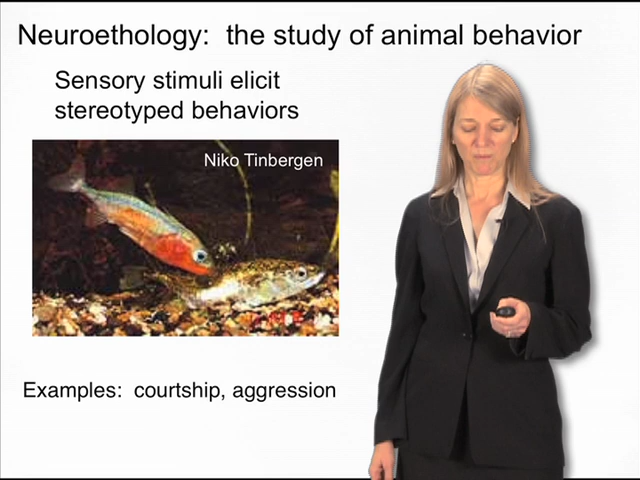 Neuroethology:  the study of animal behavior
Sensory stimuli elicit
stereotyped behaviors
Niko Tinbergen
Examples:  courtship, aggression